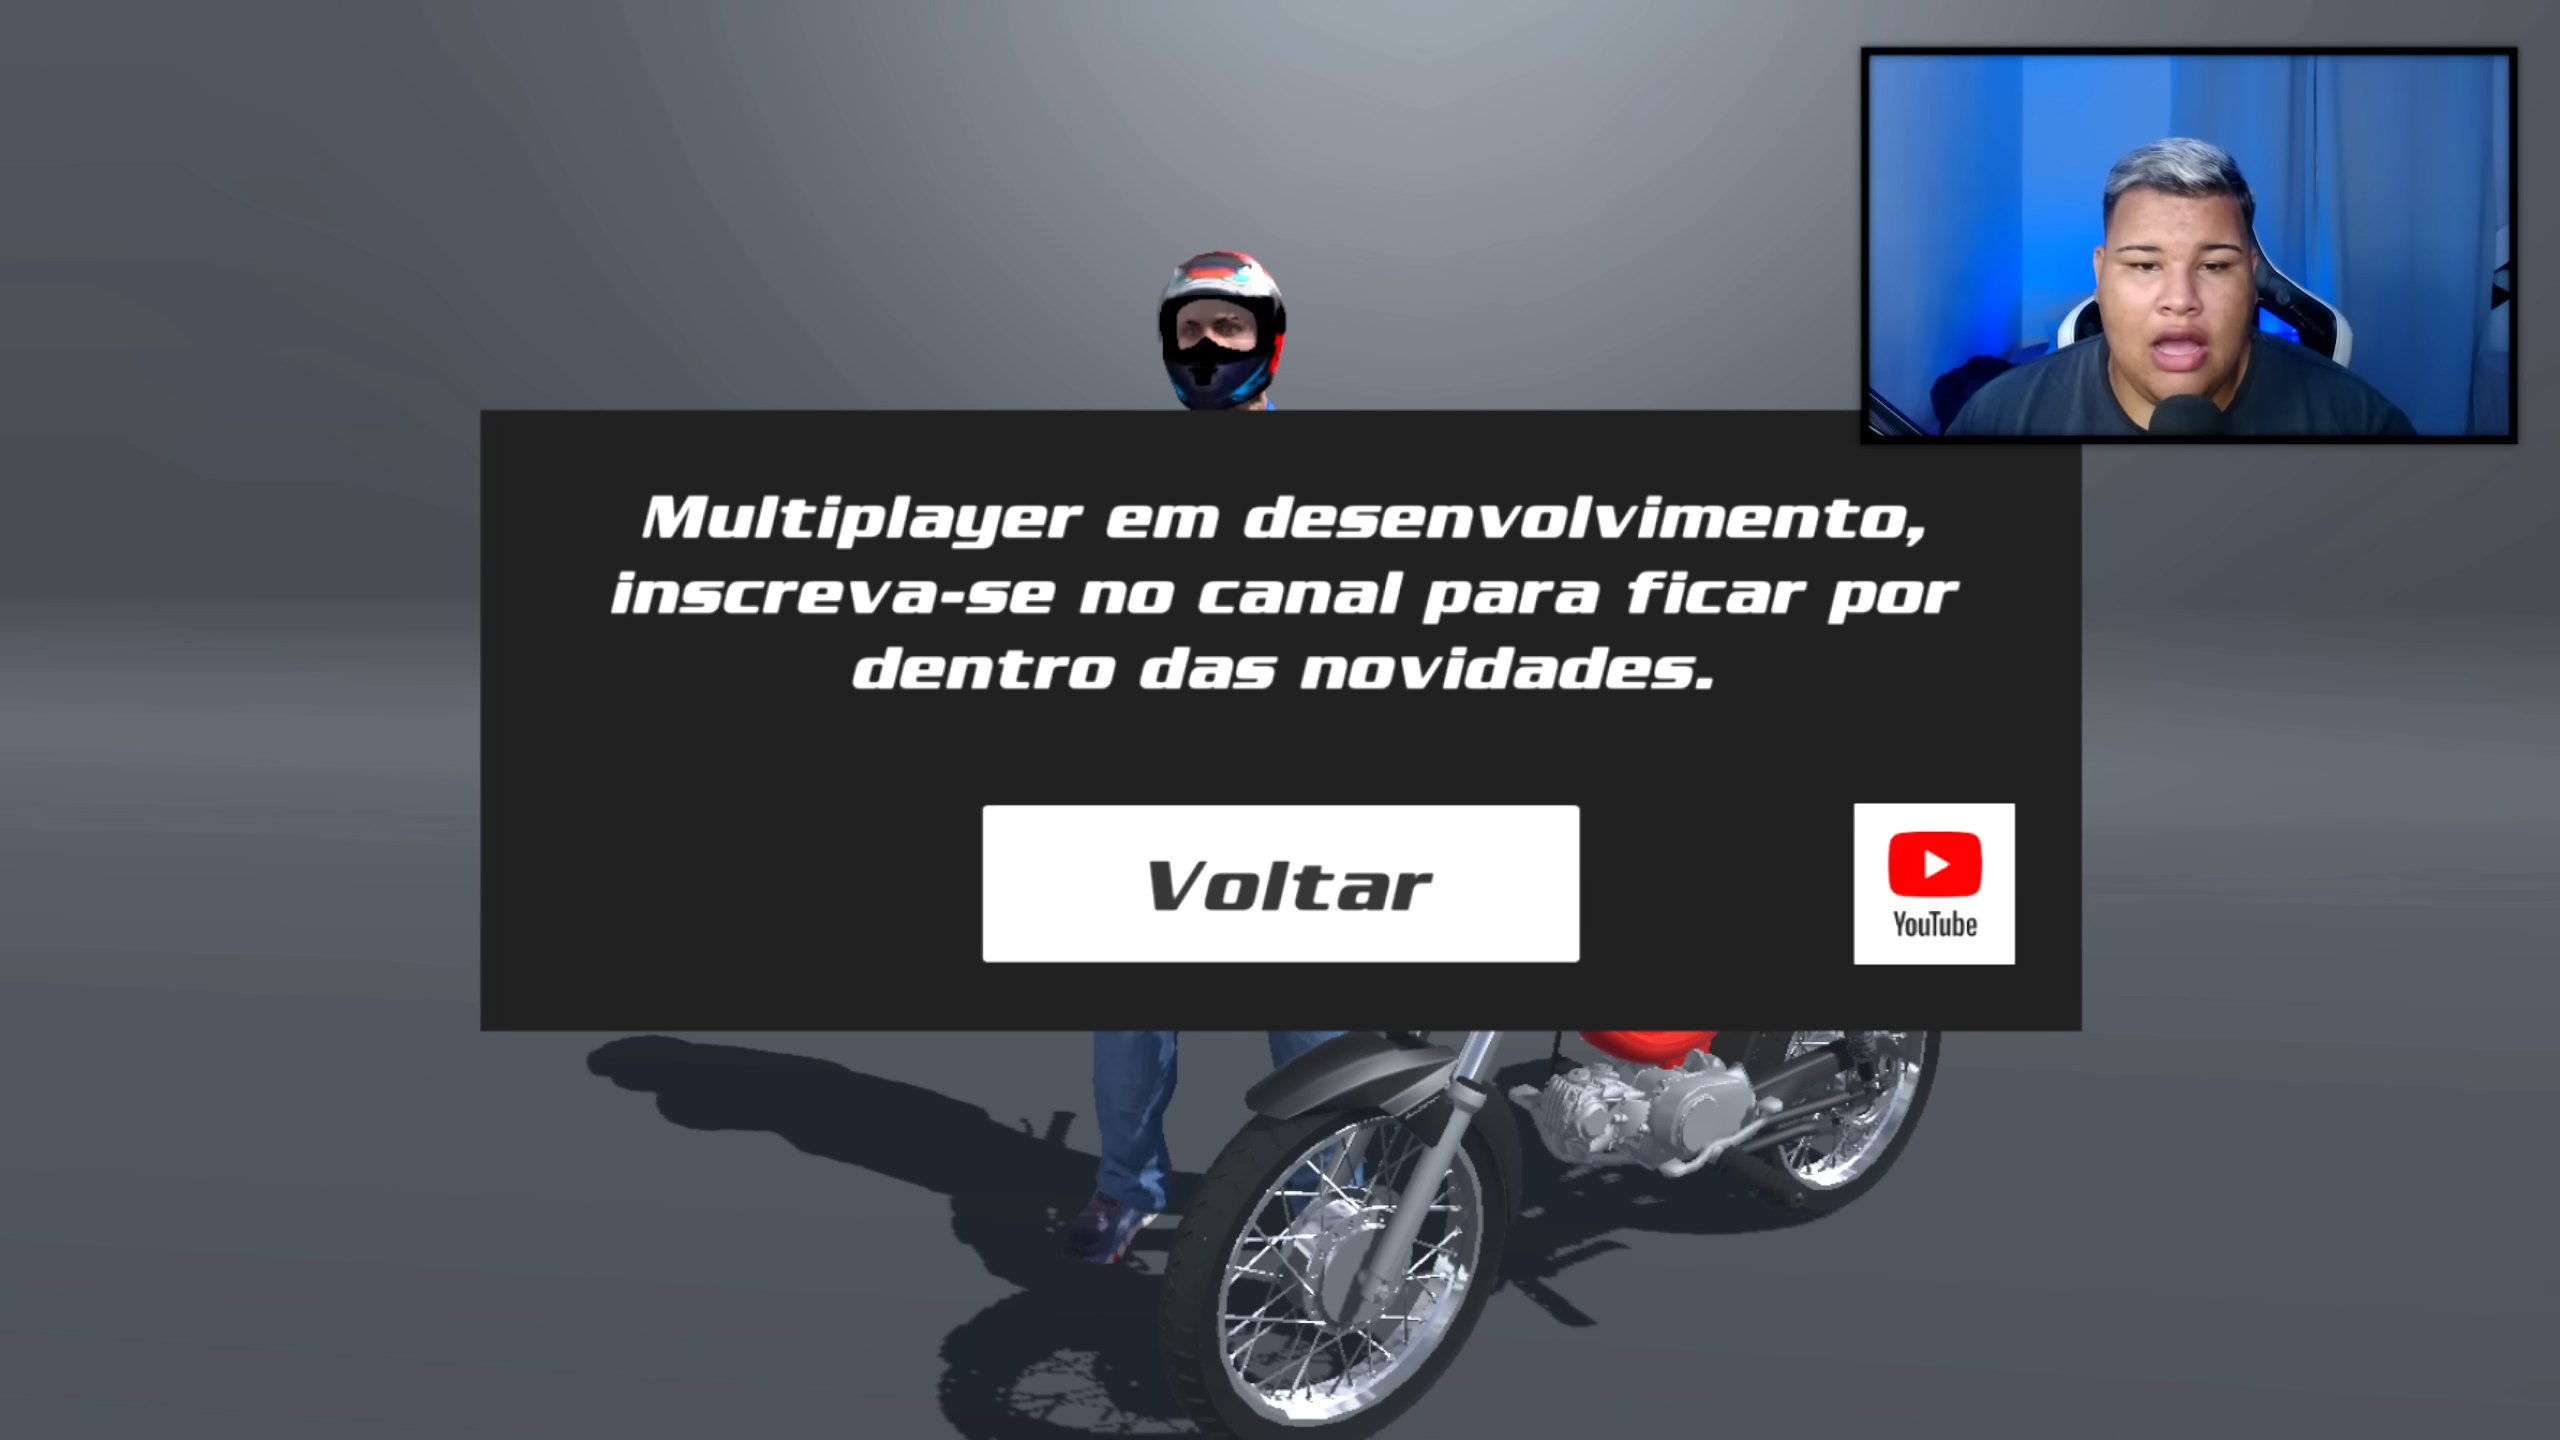 Multiplayer em desenvolvimento,
inscreva-se no canal para ficar por
dentro das novidades.
Voltar
YouTube